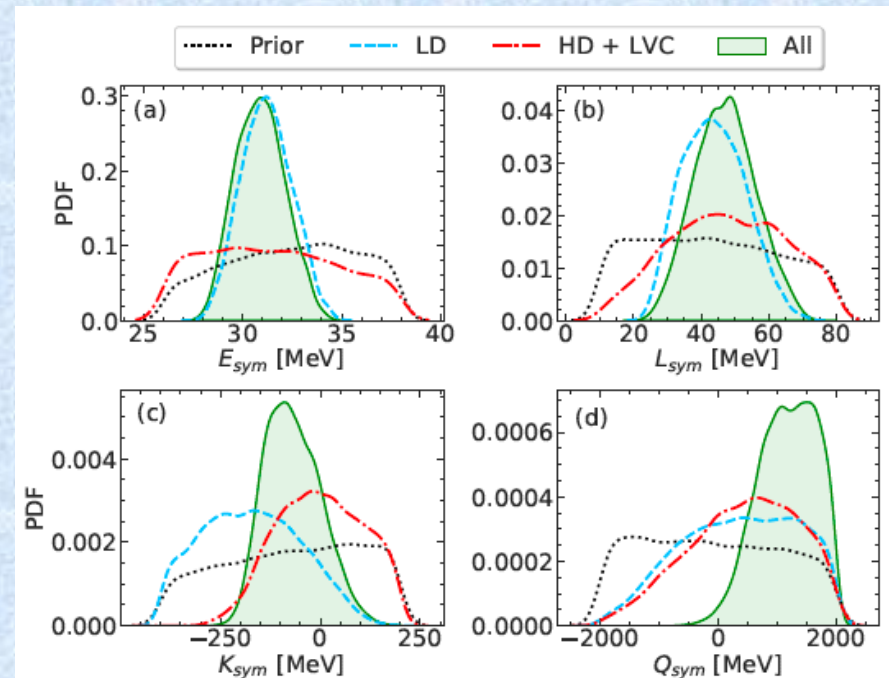 Prior LD HD + LVC All
(a) (b)
0.3
0.2
0.1
0.0
PDF
25 30 35 40
E_sym [MeV]
0.04
0.03
0.02
0.01
0.00
0 20 40 60 80
L_sym [MeV]
(c) (d)
0.004
0.002
0.000
PDF
−250 0 250
K_sym [MeV]
0.0006
0.0004
0.0002
0.0000
−2000 0 2000
Q_sym [MeV]